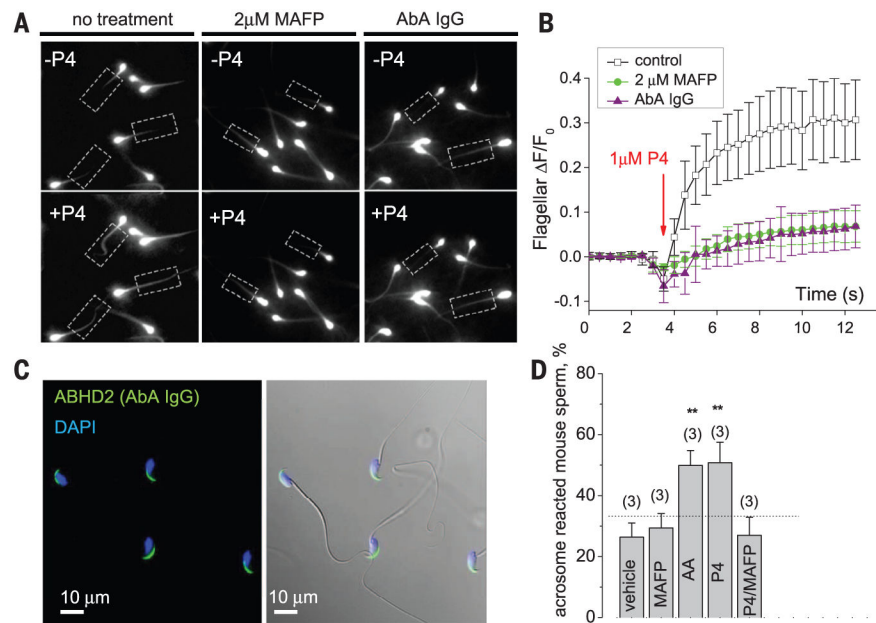 A
no treatment
2μM MAFP
AbA IgG
-P4
-P4
-P4
+P4
+P4
+P4
B
control
2 μM MAFP
AbA IgG
1μM P4
Flagellar ΔF/F0
0.4
0.3
0.2
0.1
0.0
-0.1
Time (s)
0 2 4 6 8 10 12
C
ABHD2 (AbA IgG)
DAPI
10 μm
10 μm
D
acrosome reacted mouse sperm, %
80
60
40
20
0
** **
(3) (3) (3) (3) (3)
vehicle
MAFP
AA
P4
P4/MAFP